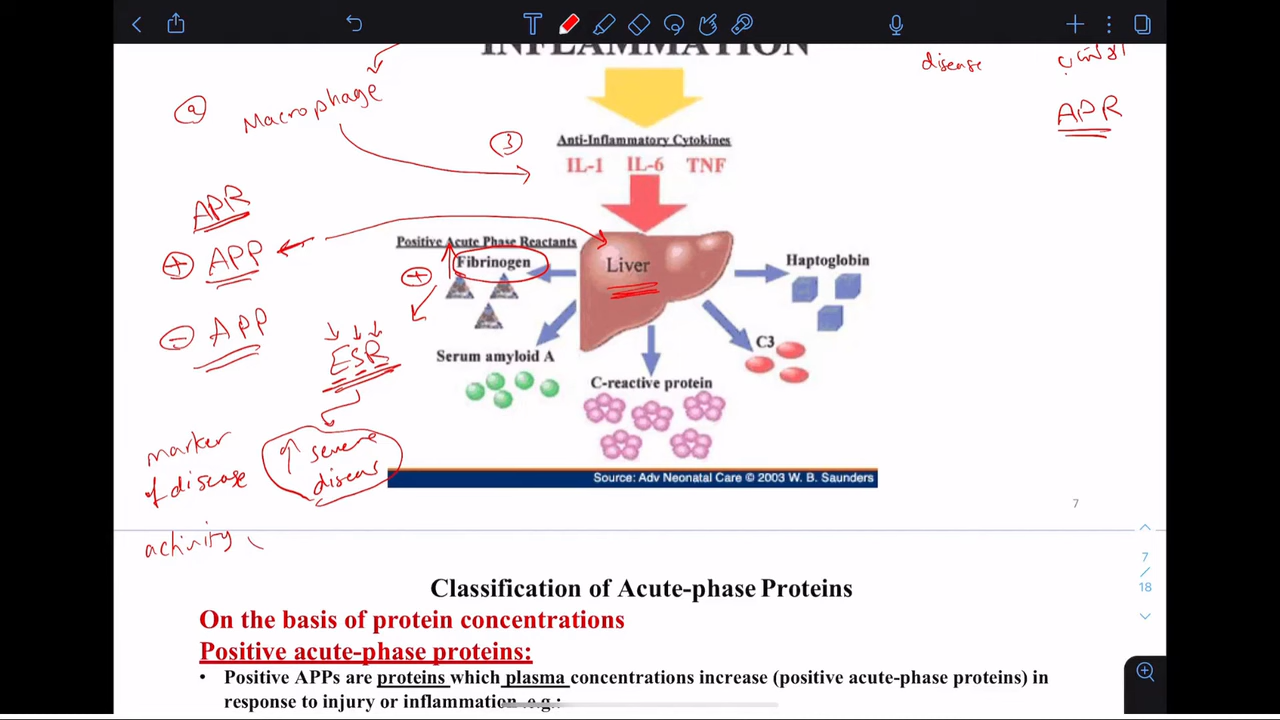 INFLAMMATION
disease
Macrophage
APR
3
Anti-Inflammatory Cytokines
IL-1 IL-6 TNF
APR
+ APP
- APP
Positive Acute Phase Reactants
+
Fibrinogen
Liver
Haptoglobin
ESR
Serum amyloid A
C3
C-reactive protein
marker
of disease
activity
↑ severe
diseas
Source: Adv Neonatal Care © 2003 W. B. Saunders
7
7
/
18
Classification of Acute-phase Proteins
On the basis of protein concentrations
Positive acute-phase proteins:
• Positive APPs are proteins which plasma concentrations increase (positive acute-phase proteins) in
response to injury or inflammation e.g.: